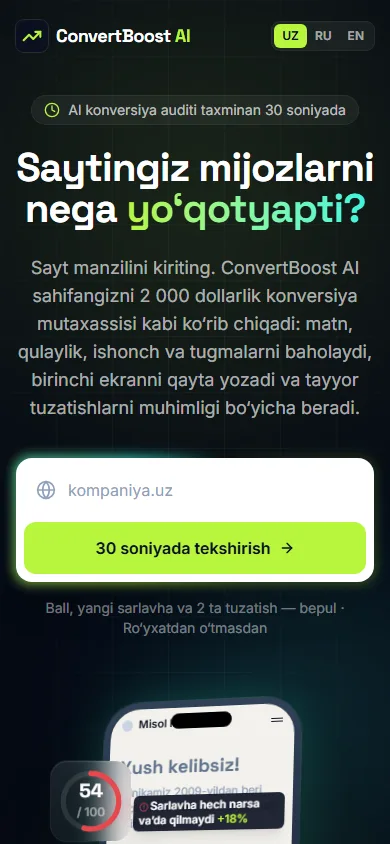 ConvertBoost AI
UZ RU EN
AI konversiya auditi taxminan 30 soniyada
Saytingiz mijozlarni
nega yo‘qotyapti?
Sayt manzilini kiriting. ConvertBoost AI
sahifangizni 2 000 dollarlik konversiya
mutaxassisi kabi ko‘rib chiqadi: matn,
qulaylik, ishonch va tugmalarni baholaydi,
birinchi ekranni qayta yozadi va tayyor
tuzatishlarni muhimligi bo‘yicha beradi.
kompaniya.uz
30 soniyada tekshirish →
Ball, yangi sarlavha va 2 ta tuzatish — bepul ·
Ro‘yxatdan o‘tmasdan
Misol
Xush kelibsiz!
2009-yildan beri
54
/ 100
Sarlavha hech narsa
va’da qilmaydi +18%